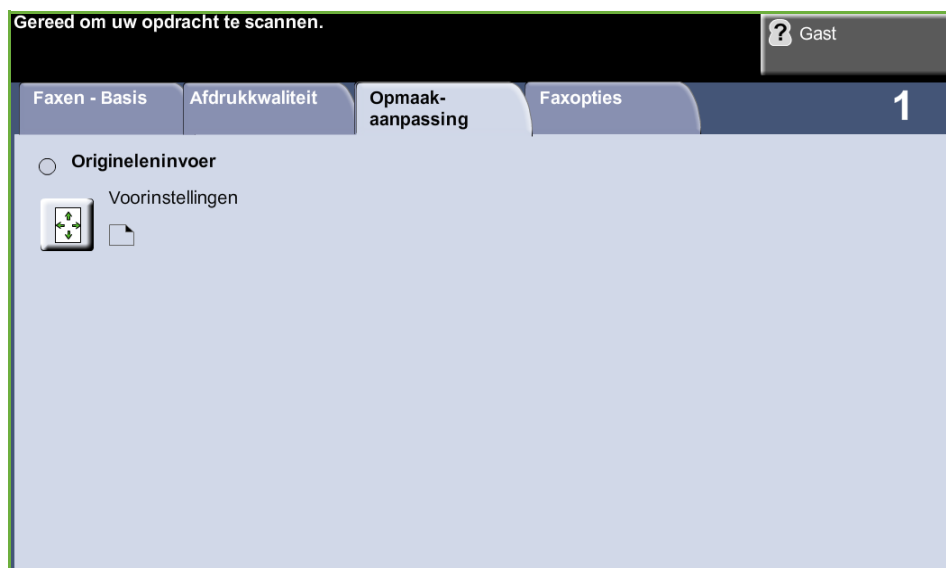 Gereed om uw opdracht te scannen.
? Gast
Faxen - Basis
Afdrukkwaliteit
Opmaak-
aanpassing
Faxopties
1
Origineleninvoer
Voorinstellingen